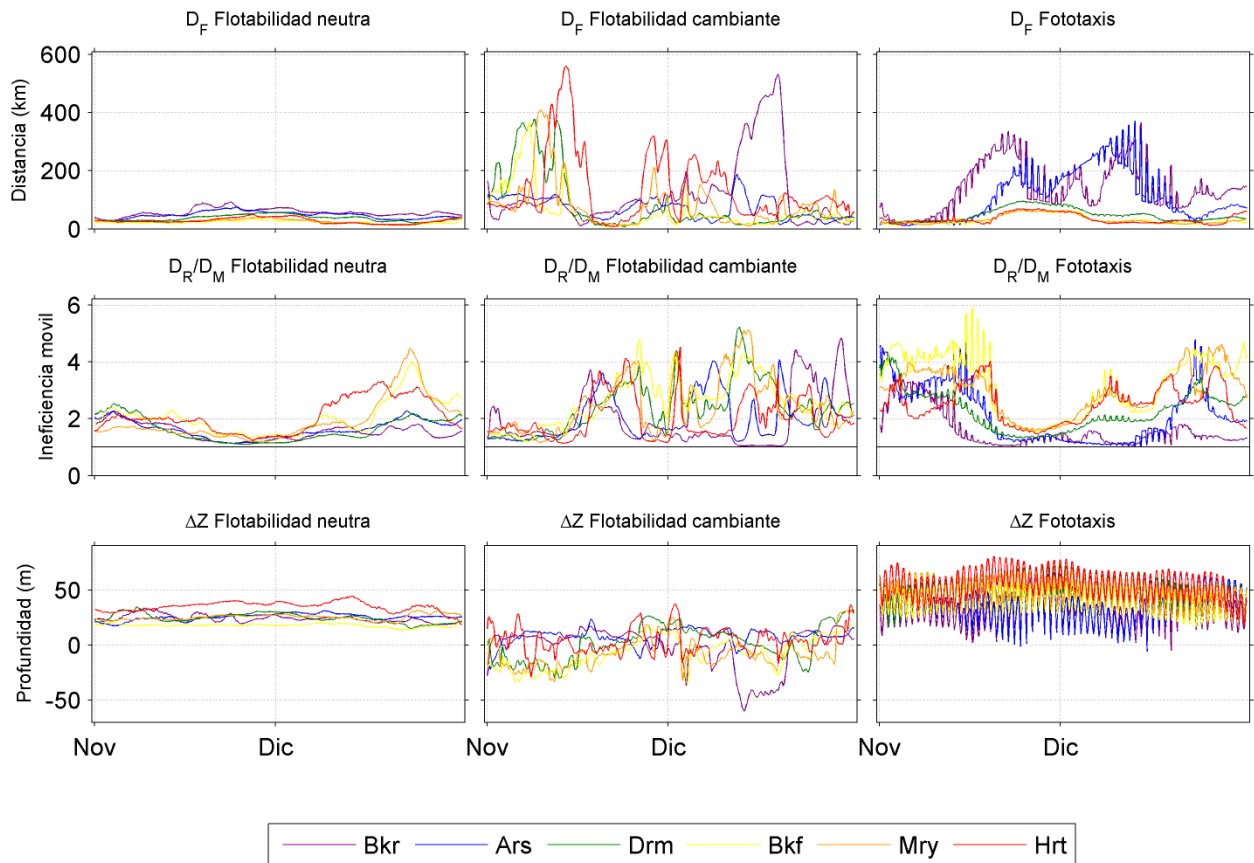 D_F Flotabilidad neutra
D_F Flotabilidad cambiante
D_F Fototaxis
Distancia (km)
600
400
200
0
D_R/D_M Flotabilidad neutra
D_R/D_M Flotabilidad cambiante
D_R/D_M Fototaxis
Ineficiencia movil
6
4
2
0
ΔZ Flotabilidad neutra
ΔZ Flotabilidad cambiante
ΔZ Fototaxis
Profundidad (m)
50
0
-50
Nov Dic Nov Dic Nov Dic
Bkr Ars Drm Bkf Mry Hrt